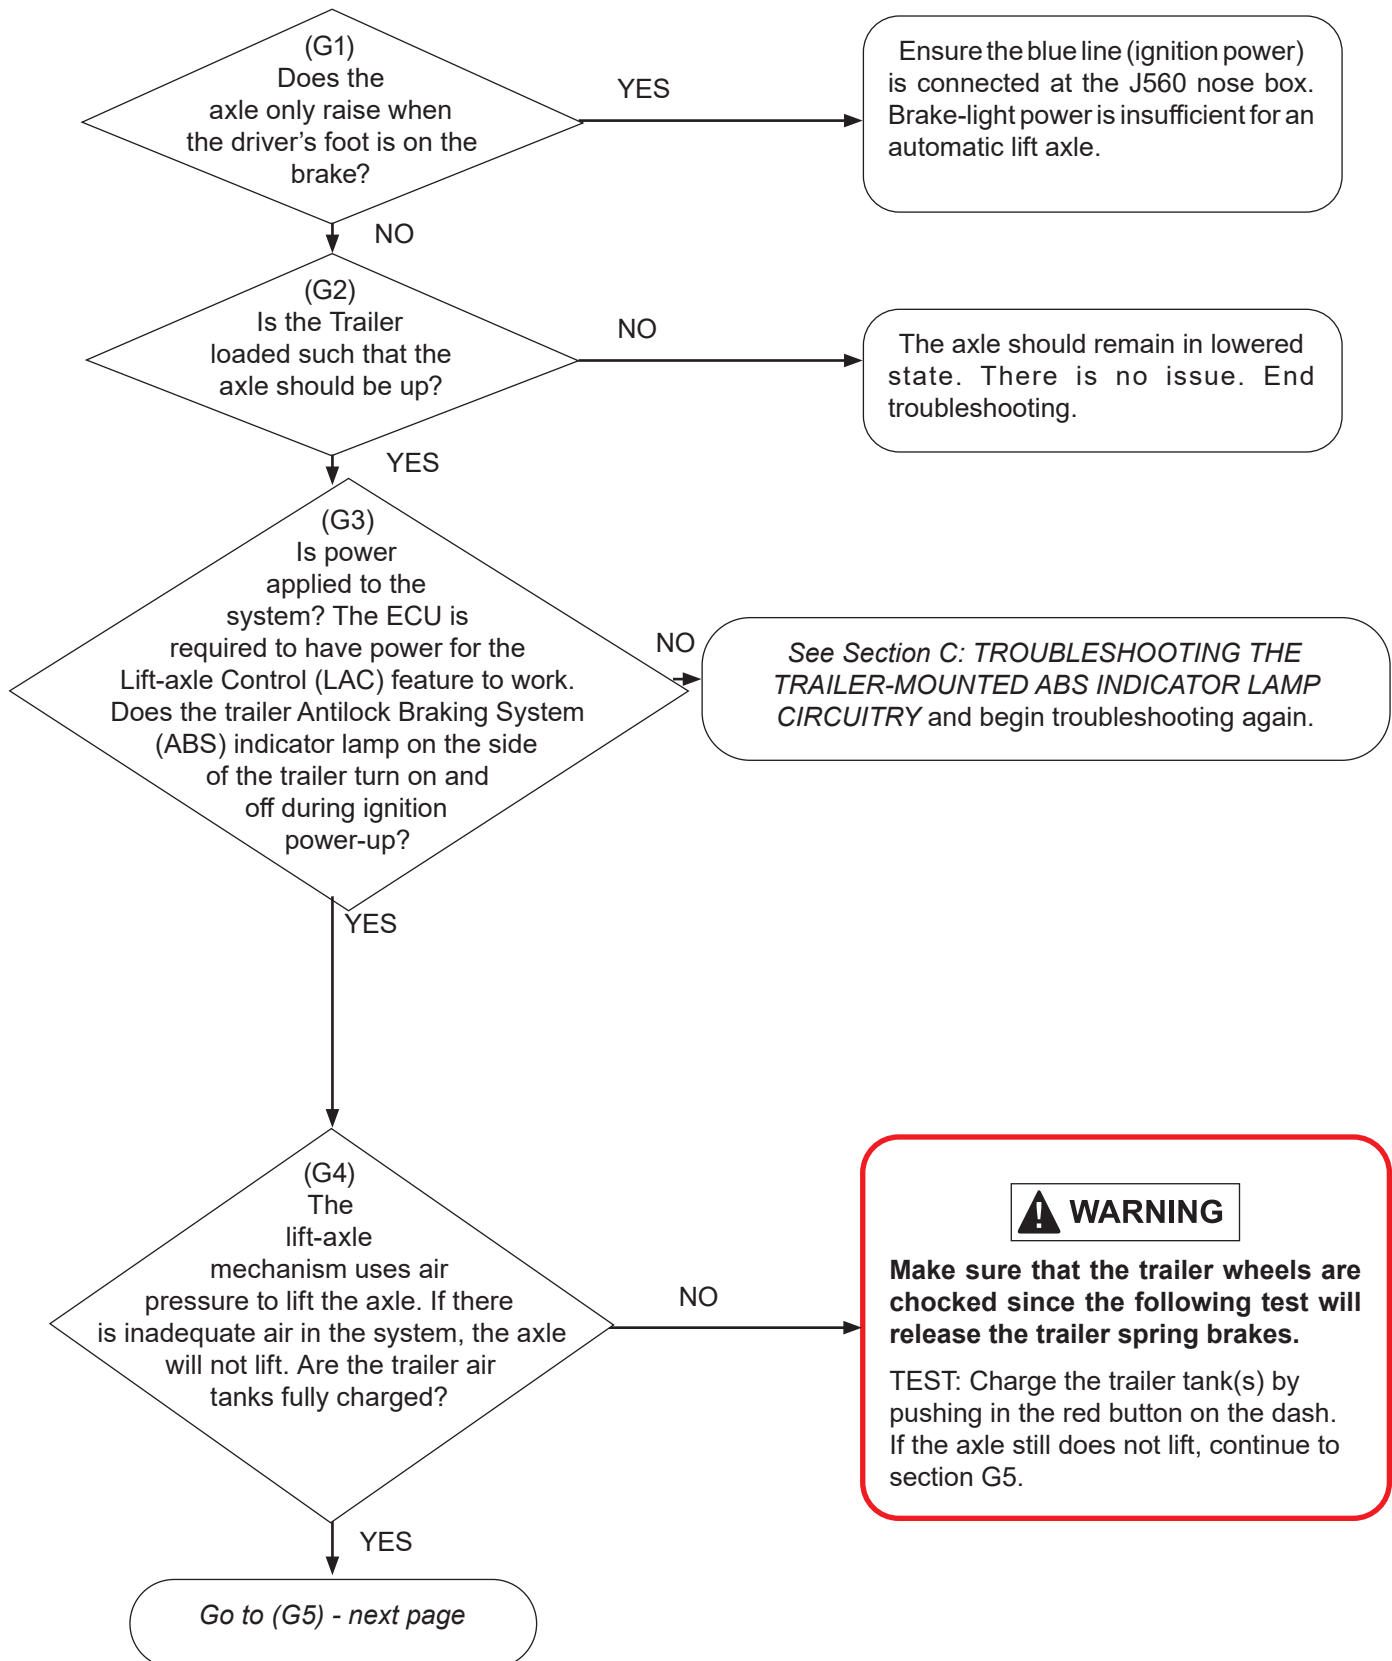 (G1)
Does the
axle only raise when
the driver’s foot is on the
brake?
YES
Ensure the blue line (ignition power)
is connected at the J560 nose box.
Brake-light power is insufficient for an
automatic lift axle.
NO
(G2)
Is the Trailer
loaded such that the
axle should be up?
NO
The axle should remain in lowered
state. There is no issue. End
troubleshooting.
YES
(G3)
Is power
applied to the
system? The ECU is
required to have power for the
Lift-axle Control (LAC) feature to work.
Does the trailer Antilock Braking System
(ABS) indicator lamp on the side
of the trailer turn on and
off during ignition
power-up?
NO
See Section C: TROUBLESHOOTING THE
TRAILER-MOUNTED ABS INDICATOR LAMP
CIRCUITRY and begin troubleshooting again.
YES
(G4)
The
lift-axle
mechanism uses air
pressure to lift the axle. If there
is inadequate air in the system, the axle
will not lift. Are the trailer air
tanks fully charged?
NO
WARNING
Make sure that the trailer wheels are
chocked since the following test will
release the trailer spring brakes.
TEST: Charge the trailer tank(s) by
pushing in the red button on the dash.
If the axle still does not lift, continue to
section G5.
YES
Go to (G5) - next page